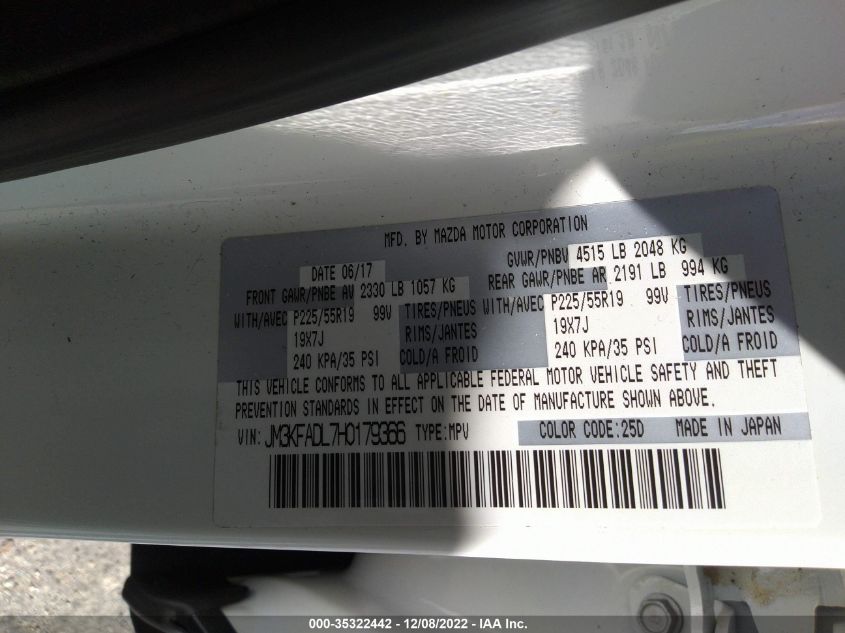 MFD. BY MAZDA MOTOR CORPORATION
DATE 06/17 GVWR/PNBV 4515 LB 2048 KG
FRONT GAWR/PNBE AV 2330 LB 1057 KG REAR GAWR/PNBE AR 2191 LB 994 KG
WITH/AVEC P225/55R19 99V TIRES/PNEUS WITH/AVEC P225/55R19 99V TIRES/PNEUS
19X7J RIMS/JANTES 19X7J RIMS/JANTES
240 KPA/35 PSI COLD/A FROID 240 KPA/35 PSI COLD/A FROID
THIS VEHICLE CONFORMS TO ALL APPLICABLE FEDERAL MOTOR VEHICLE SAFETY AND THEFT
PREVENTION STANDARDS IN EFFECT ON THE DATE OF MANUFACTURE SHOWN ABOVE.
VIN: JM3KFADL7H0179366 TYPE:MPV COLOR CODE:25D MADE IN JAPAN
000-35322442 - 12/08/2022 - IAA Inc.